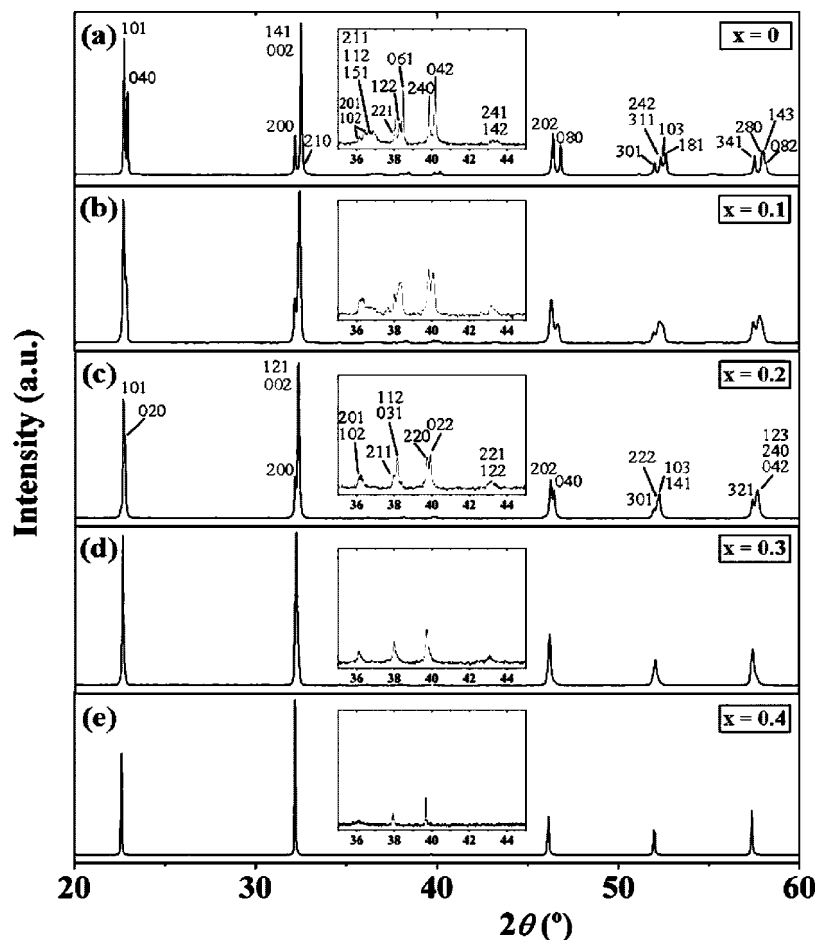 (a)
x = 0
101
040
141
002
200
210
211
112
151
201
102
221
122
061
240
042
241
142
36 38 40 42 44
202
080
301
242
311
103
181
341
280
143
082
(b)
x = 0.1
36 38 40 42 44
(c)
x = 0.2
101
020
121
002
200
201
102
211
112
031
220
022
221
122
36 38 40 42 44
202
040
301
222
103
141
321
123
240
042
(d)
x = 0.3
36 38 40 42 44
(e)
x = 0.4
36 38 40 42 44
20 30 40 50 60
2θ (°)
Intensity (a.u.)